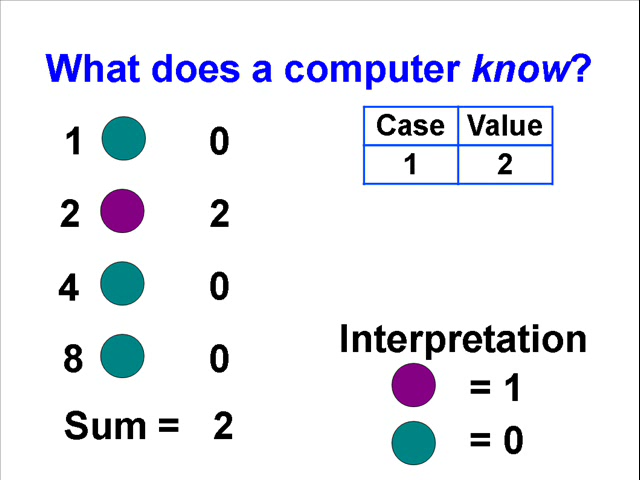 What does a computer know?
1 0
2 2
4 0
8 0
Sum = 2
Case Value
1 2
Interpretation
= 1
= 0